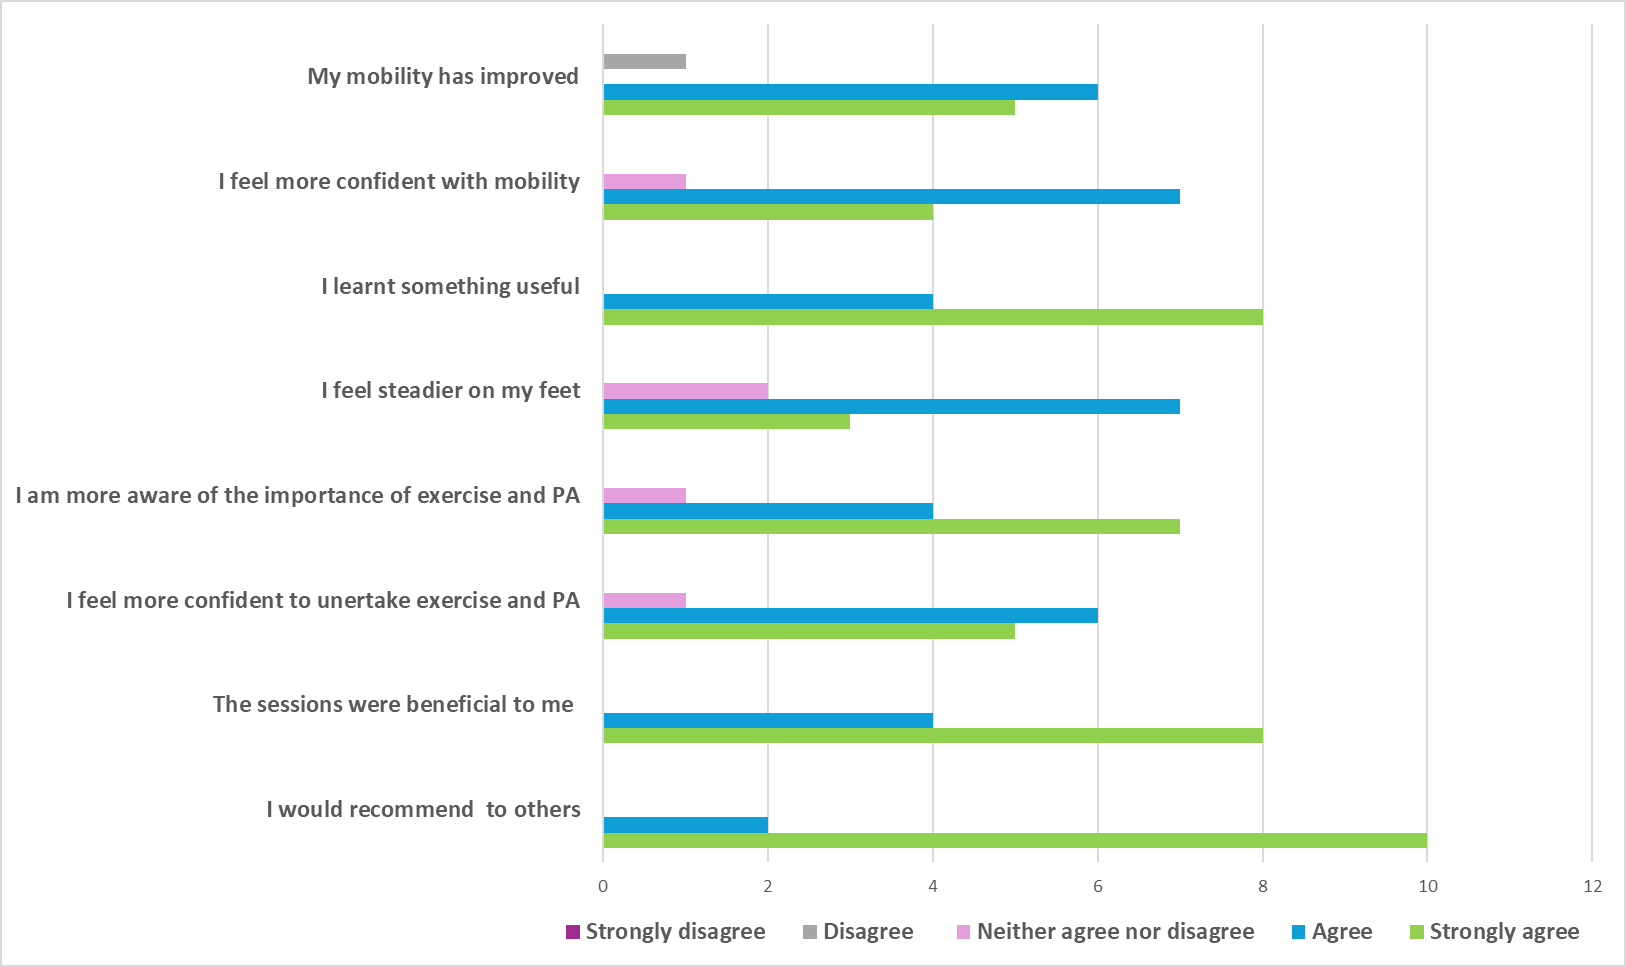 My mobility has improved
I feel more confident with mobility
I learnt something useful
I feel steadier on my feet
I am more aware of the importance of exercise and PA
I feel more confident to unertake exercise and PA
The sessions were beneficial to me
I would recommend  to others
0 2 4 6 8 10 12
Strongly disagree Disagree Neither agree nor disagree Agree Strongly agree